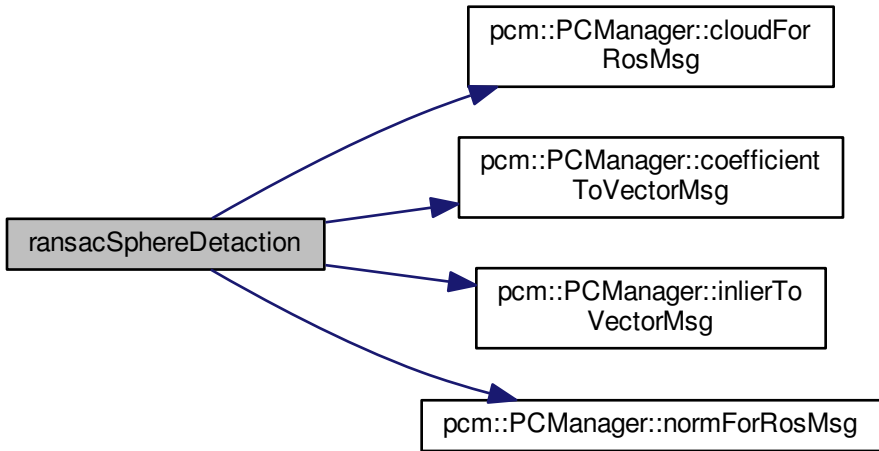 pcm::PCManager::cloudFor
RosMsg
pcm::PCManager::coefficient
ToVectorMsg
ransacSphereDetaction
pcm::PCManager::inlierTo
VectorMsg
pcm::PCManager::normForRosMsg